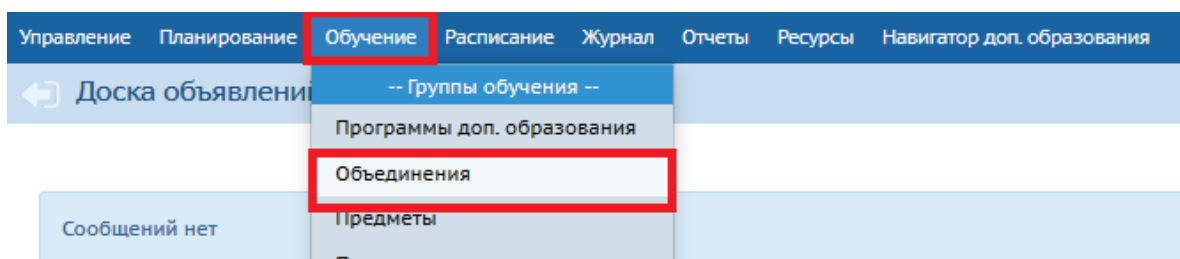 Управление Планирование Обучение Расписание Журнал Отчеты Ресурсы Навигатор доп. образования
Доска объявлени
-- Группы обучения --
Программы доп. образования
Объединения
Сообщений нет
Предметы